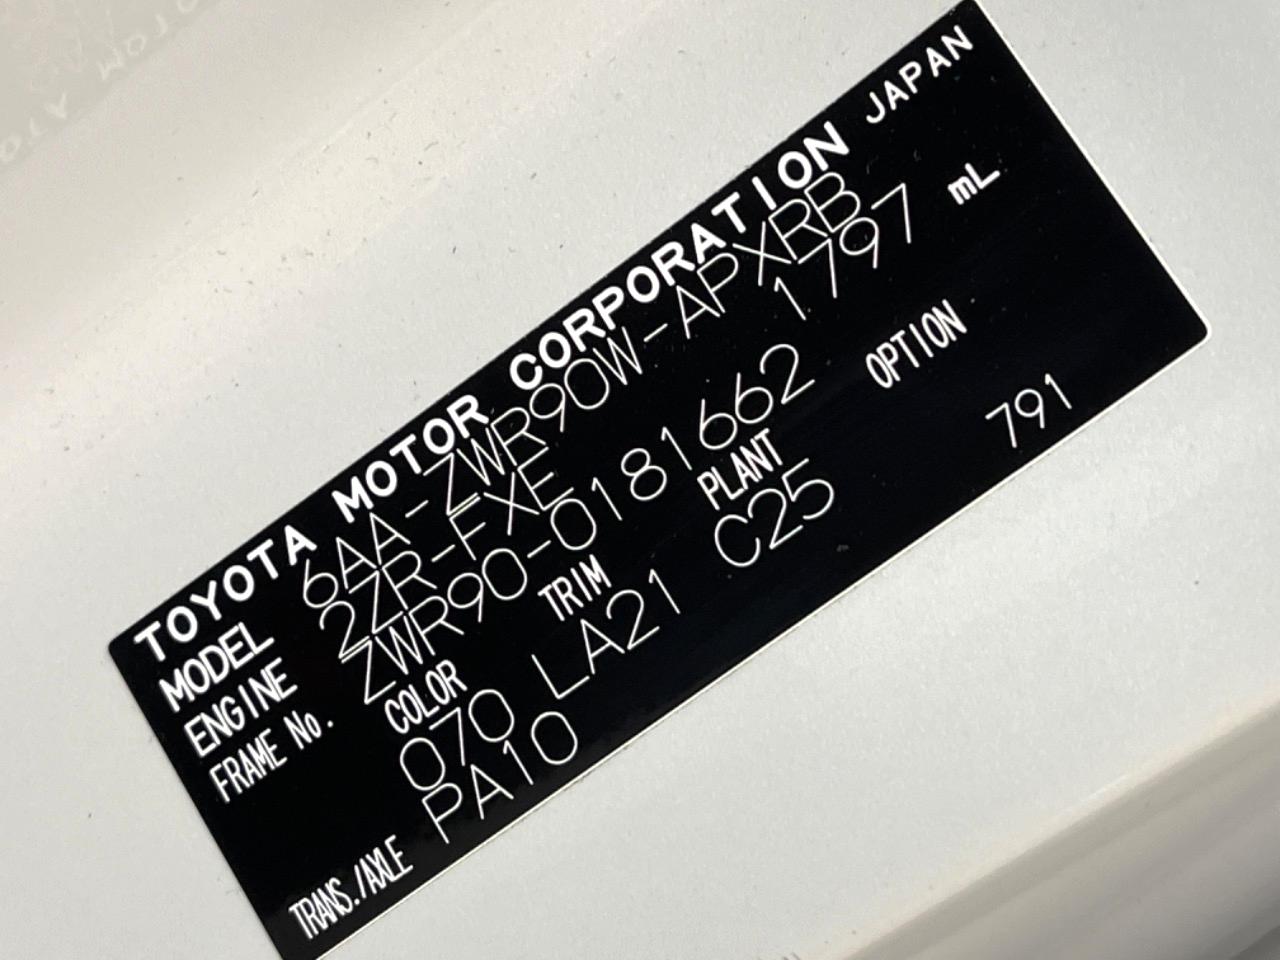 TOYOTA MOTOR CORPORATION JAPAN
MODEL 6AA-ZWR90W-APXRB
ENGINE 2ZR-FXE 1797 mL
FRAME No. ZWR90-0181662
COLOR TRIM PLANT OPTION
070 LA21 C25 791
TRANS./AXLE PA10